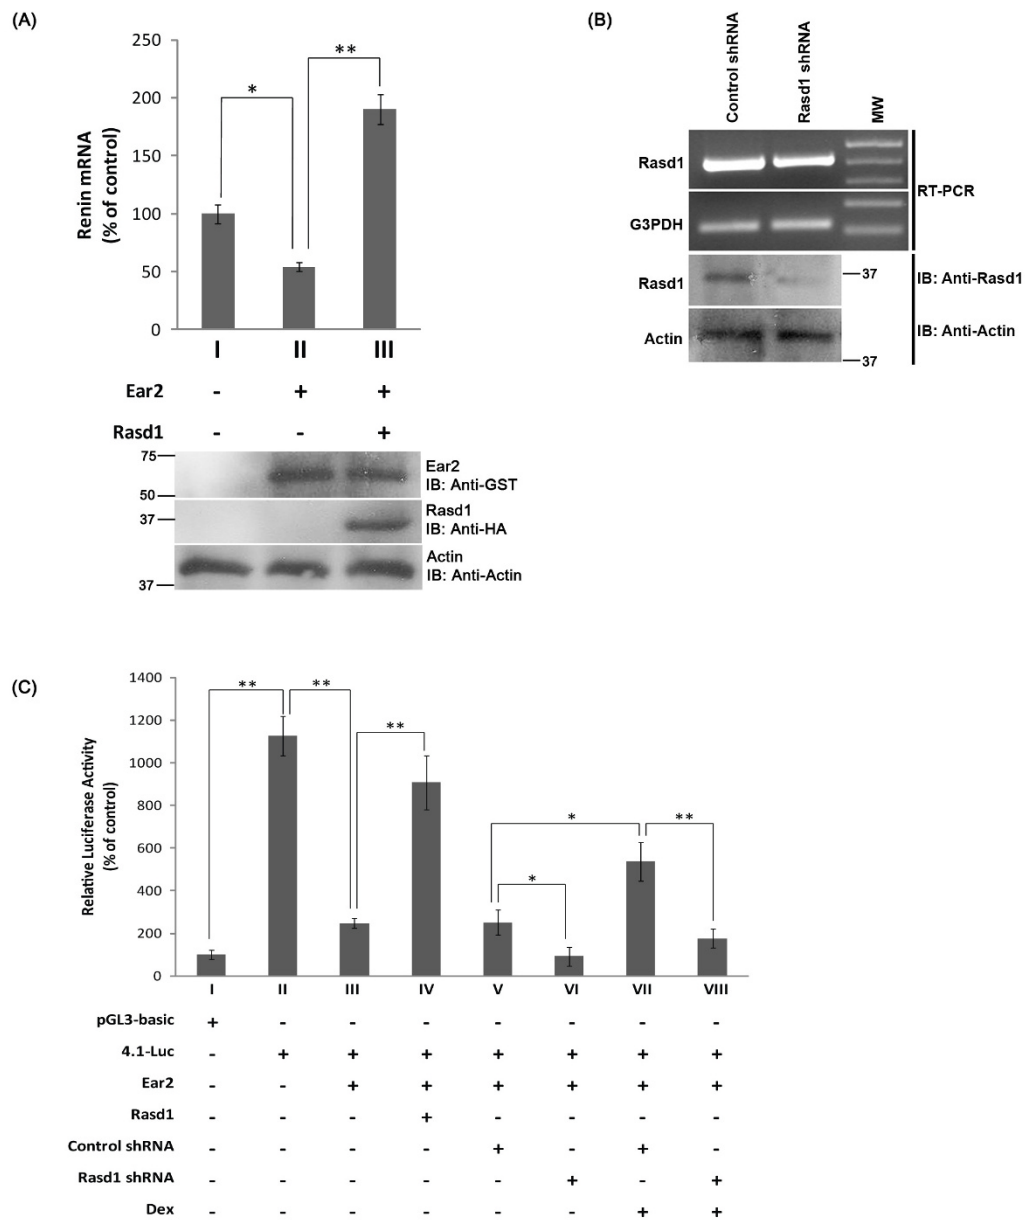 (A)
250
200
150
100
50
0
Renin mRNA
(% of control)
*
**
I II III
Ear2 - + +
Rasd1 - - +
75
50
Ear2
IB: Anti-GST
37
Rasd1
IB: Anti-HA
37
Actin
IB: Anti-Actin
(B)
Control shRNA
Rasd1 shRNA
MW
Rasd1
G3PDH
RT-PCR
Rasd1
37
IB: Anti-Rasd1
Actin
37
IB: Anti-Actin
(C)
1400
1200
1000
800
600
400
200
0
Relative Luciferase Activity
(% of control)
** **
**
* **
*
I II III IV V VI VII VIII
pGL3-basic + - - - - - - -
4.1-Luc - + + + + + + +
Ear2 - - + + + + + +
Rasd1 - - - + - - - -
Control shRNA - - - - + - + -
Rasd1 shRNA - - - - - + - +
Dex - - - - - - + +